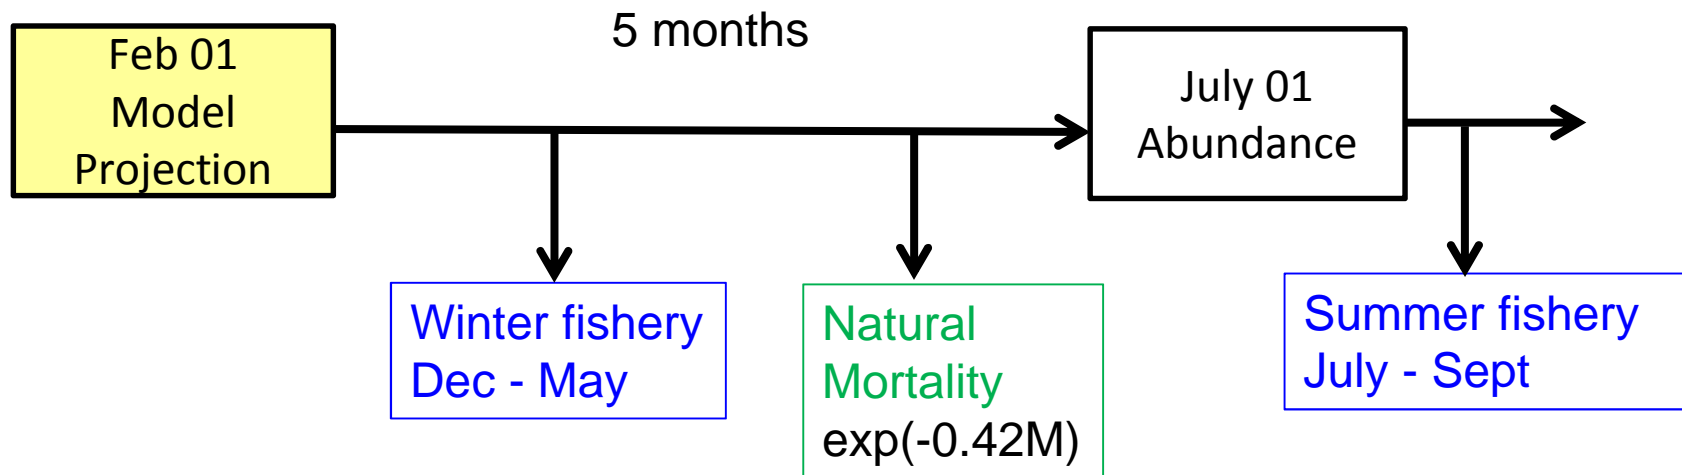 Feb 01
Model
Projection
5 months
July 01
Abundance
Winter fishery
Dec - May
Natural
Mortality
exp(-0.42M)
Summer fishery
July - Sept